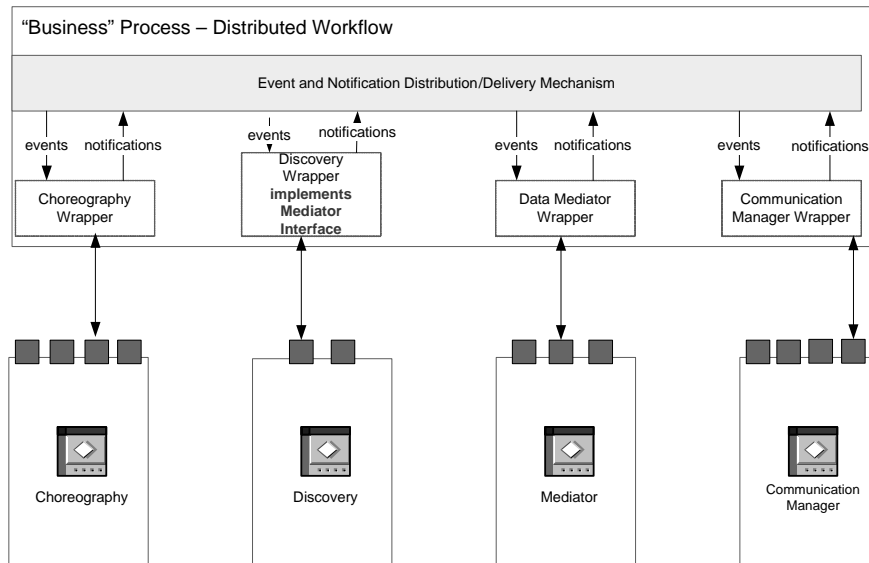 “Business” Process – Distributed Workflow
Event and Notification Distribution/Delivery Mechanism
events
notifications
events
notifications
events
notifications
events
notifications
Choreography
Wrapper
Discovery
Wrapper
implements
Mediator
Interface
Data Mediator
Wrapper
Communication
Manager Wrapper
Choreography
Discovery
Mediator
Communication
Manager